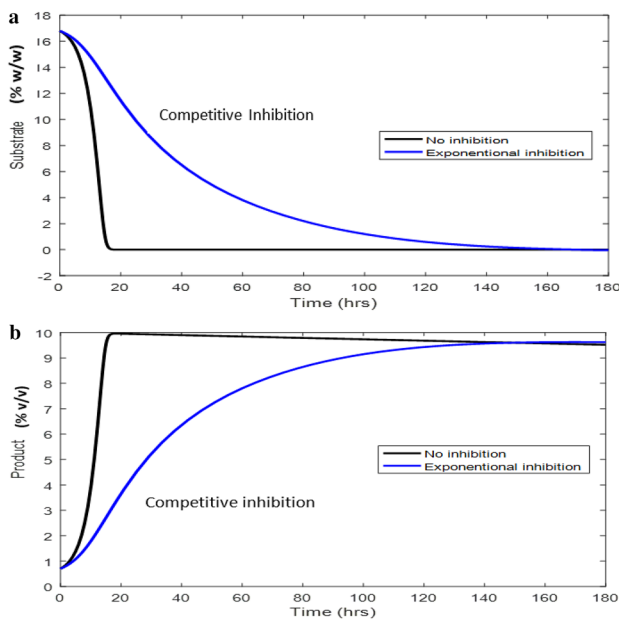 a
18
16
14
12
10
8
6
4
2
0
-2
Substrate (% w/w)
Competitive Inhibition
No inhibition
Exponentional inhibition
0 20 40 60 80 100 120 140 160 180
Time (hrs)
b
10
9
8
7
6
5
4
3
2
1
0
Product (% v/v)
No inhibition
Exponentional inhibition
Competitive inhibition
0 20 40 60 80 100 120 140 160 180
Time (hrs)